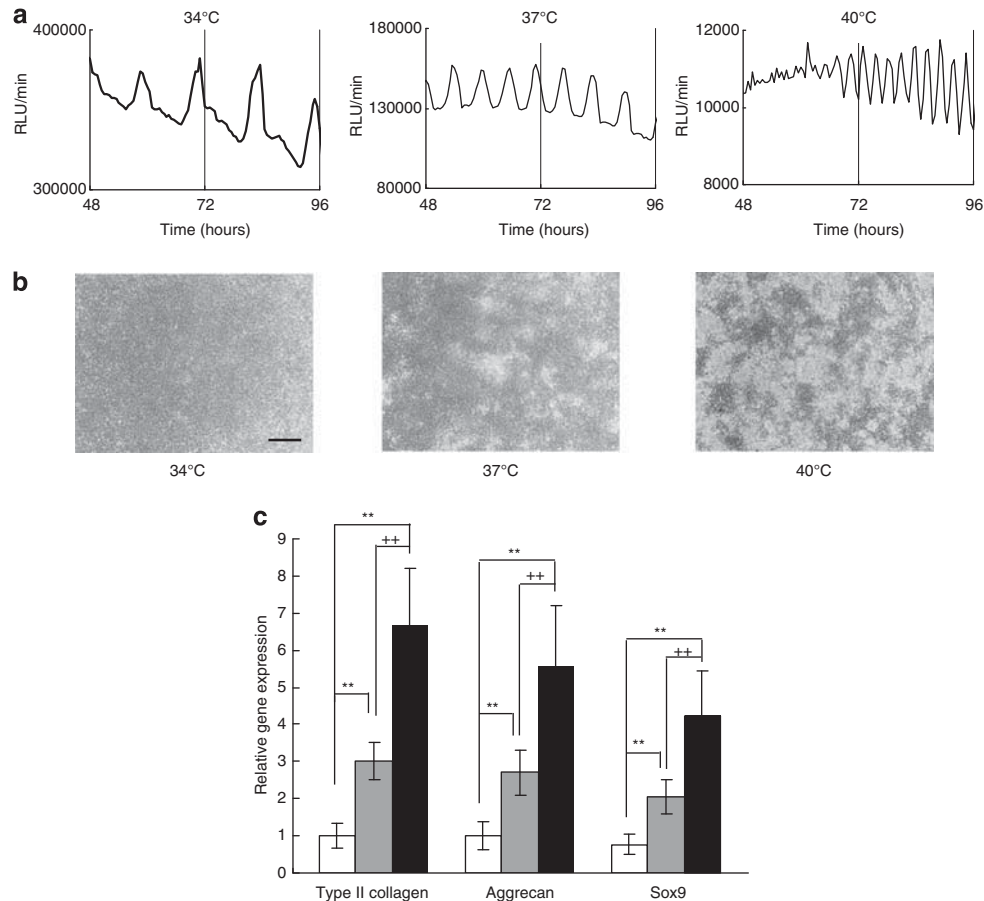 a
34°C
37°C
40°C
400000
300000
RLU/min
48
72
96
Time (hours)
180000
130000
80000
RLU/min
48
72
96
Time (hours)
12000
10000
8000
RLU/min
48
72
96
Time (hours)
b
34°C
37°C
40°C
c
9
8
7
6
5
4
3
2
1
0
Relative gene expression
**
++
**
**
++
**
**
++
**
Type II collagen
Aggrecan
Sox9